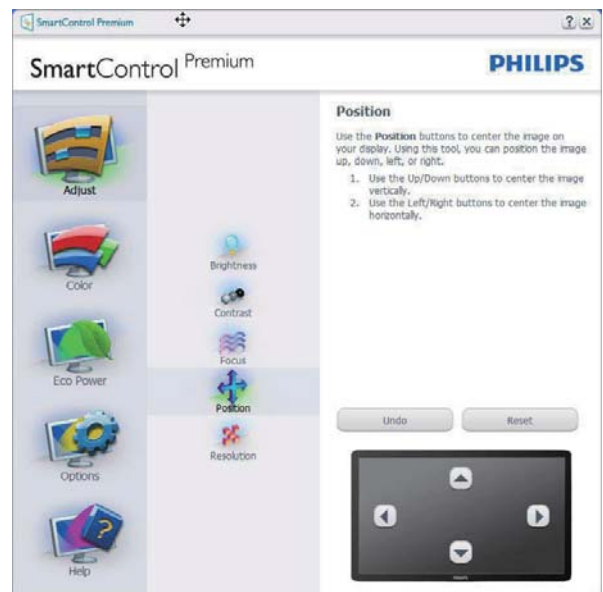 SmartControl Premium
? x
SmartControl Premium
PHILIPS
Adjust
Color
Eco Power
Options
Help
Brightness
Contrast
Focus
Position
Resolution
Position
Use the Position buttons to center the image on
your display. Using this tool, you can position the image
up, down, left, or right.
1. Use the Up/Down buttons to center the image
vertically.
2. Use the Left/Right buttons to center the image
horizontally.
Undo
Reset
PHILIPS